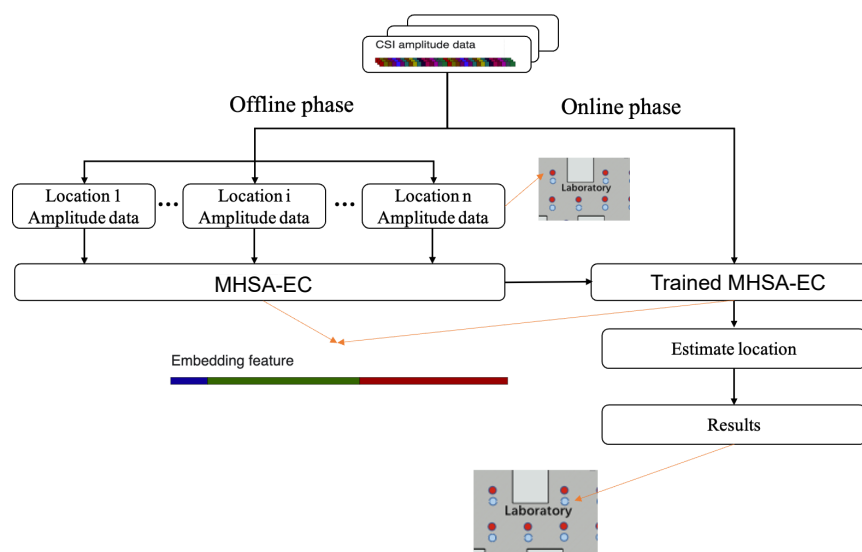 CSI amplitude data
Offline phase
Online phase
Location 1
Amplitude data
...
Location i
Amplitude data
...
Location n
Amplitude data
Laboratory
MHSA-EC
Trained MHSA-EC
Estimate location
Embedding feature
Results
Laboratory